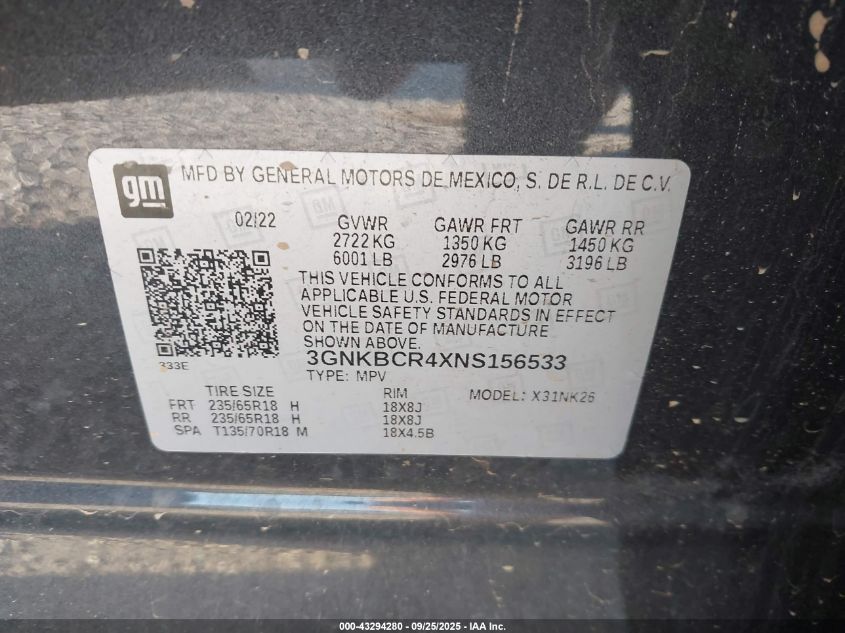 gm MFD BY GENERAL MOTORS DE MEXICO, S. DE R.L. DE C.V.
02/22 GVWR GAWR FRT GAWR RR
2722 KG 1350 KG 1450 KG
6001 LB 2976 LB 3196 LB
THIS VEHICLE CONFORMS TO ALL
APPLICABLE U.S. FEDERAL MOTOR
VEHICLE SAFETY STANDARDS IN EFFECT
ON THE DATE OF MANUFACTURE
SHOWN ABOVE.
333E 3GNKBCR4XNS156533
TYPE: MPV
TIRE SIZE RIM MODEL: X31NK26
FRT 235/65R18 H 18X8J
RR 235/65R18 H 18X8J
SPA T135/70R18 M 18X4.5B
000-43294280 - 09/25/2025 - IAA Inc.